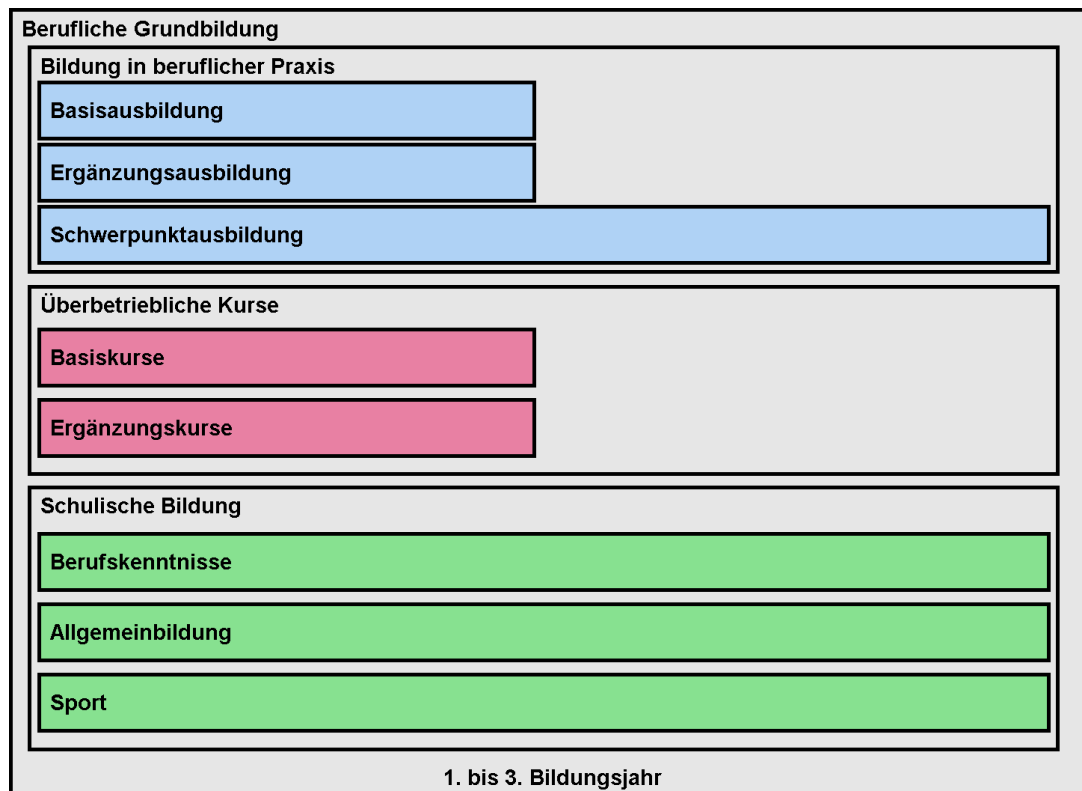 Berufliche Grundbildung
Bildung in beruflicher Praxis
Basisausbildung
Ergänzungsausbildung
Schwerpunktausbildung
Überbetriebliche Kurse
Basiskurse
Ergänzungskurse
Schulische Bildung
Berufskenntnisse
Allgemeinbildung
Sport
1. bis 3. Bildungsjahr